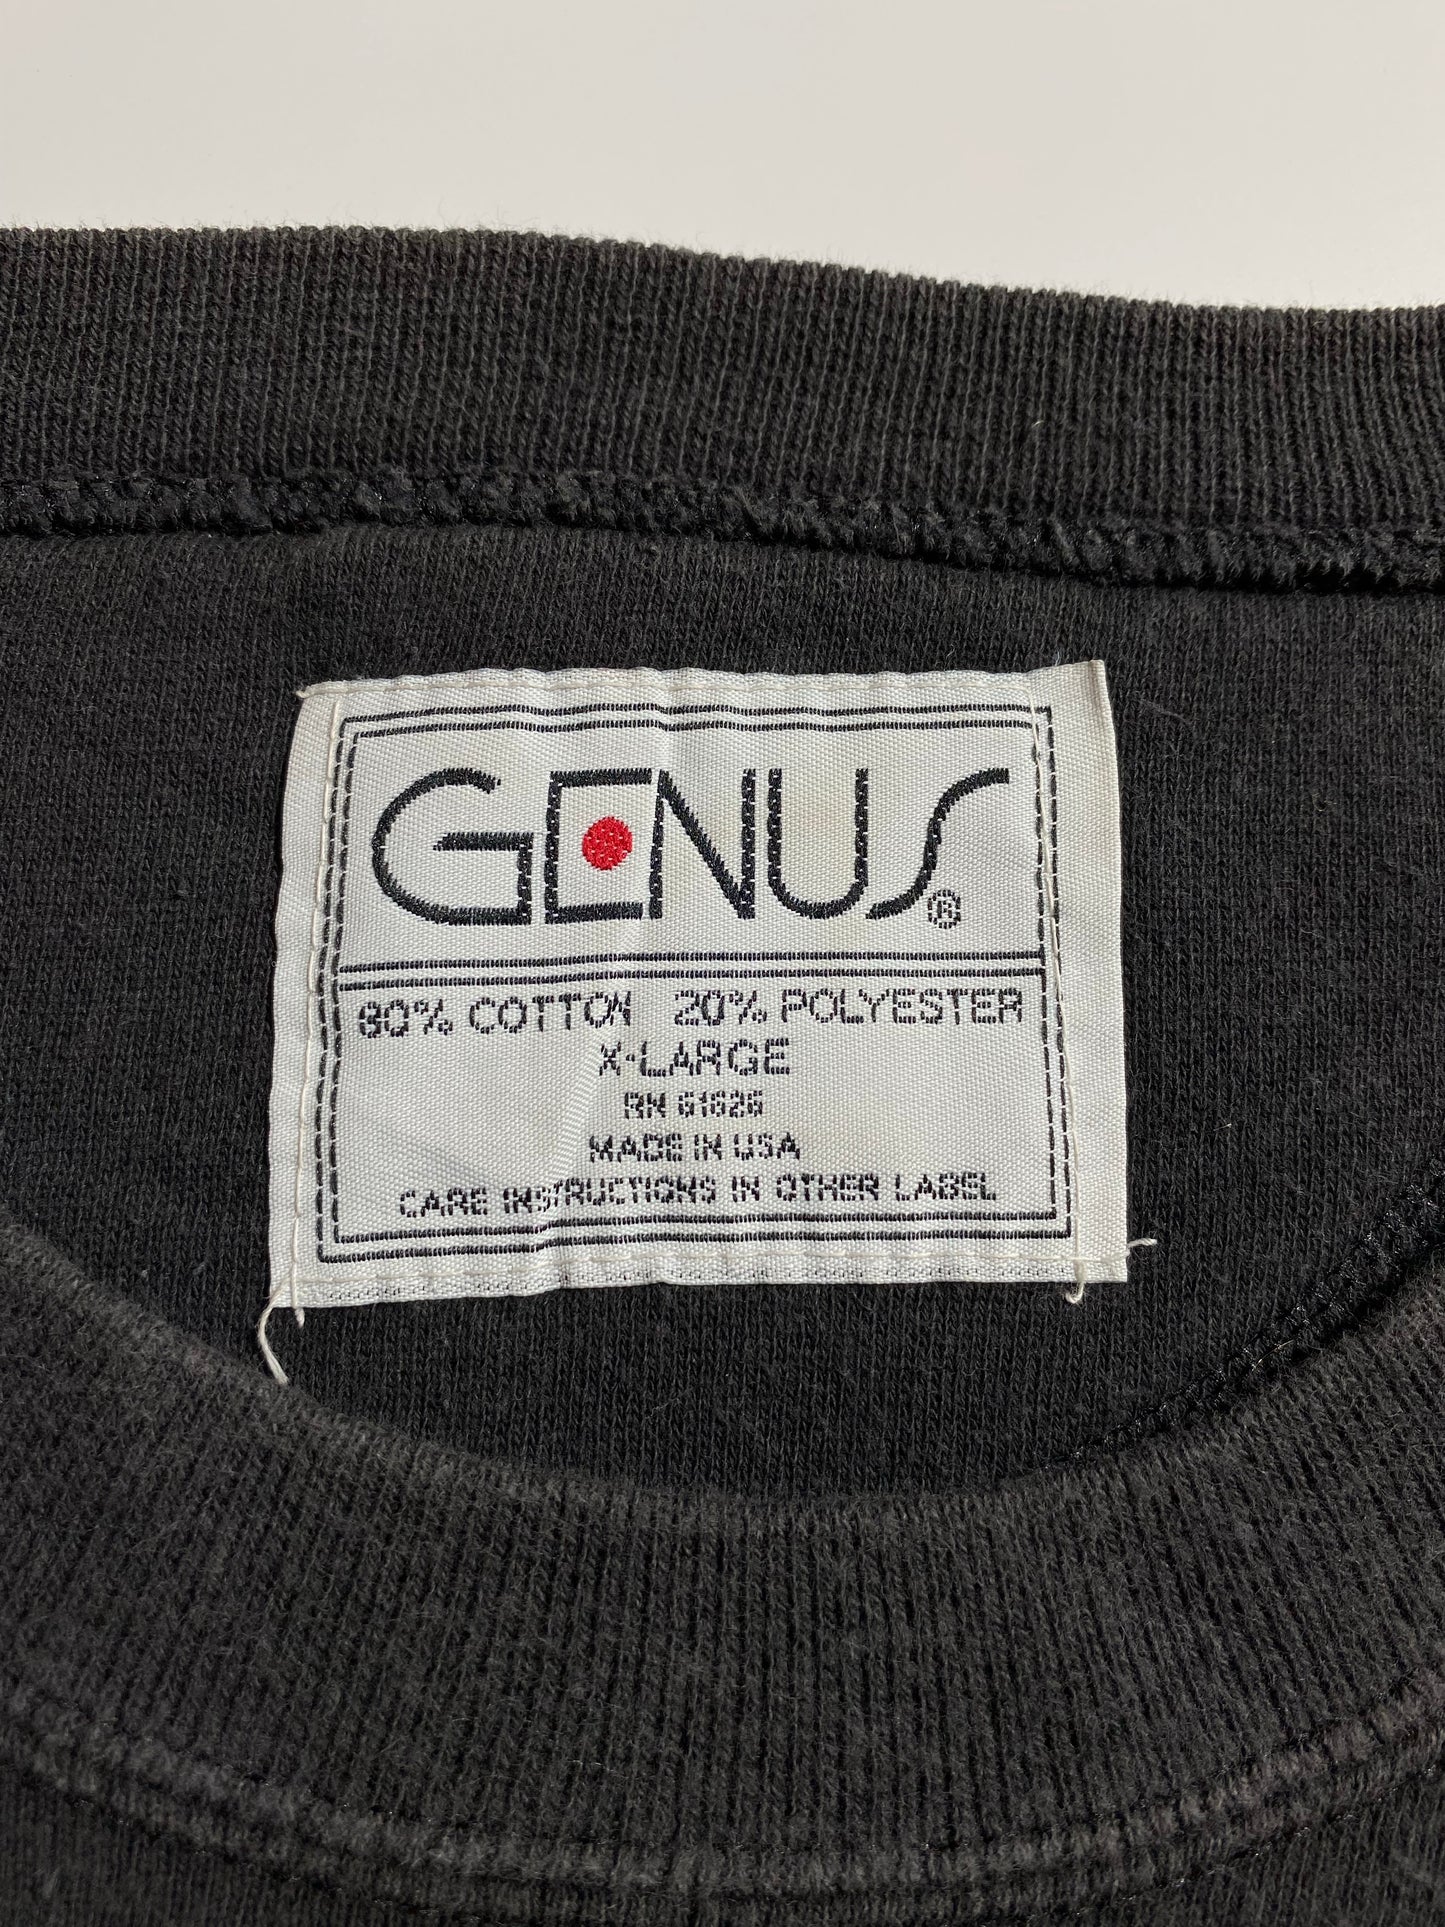 GENUS®
80% COTTON 20% POLYESTER
X-LARGE
RN 61626
MADE IN USA
CARE INSTRUCTIONS IN OTHER LABEL